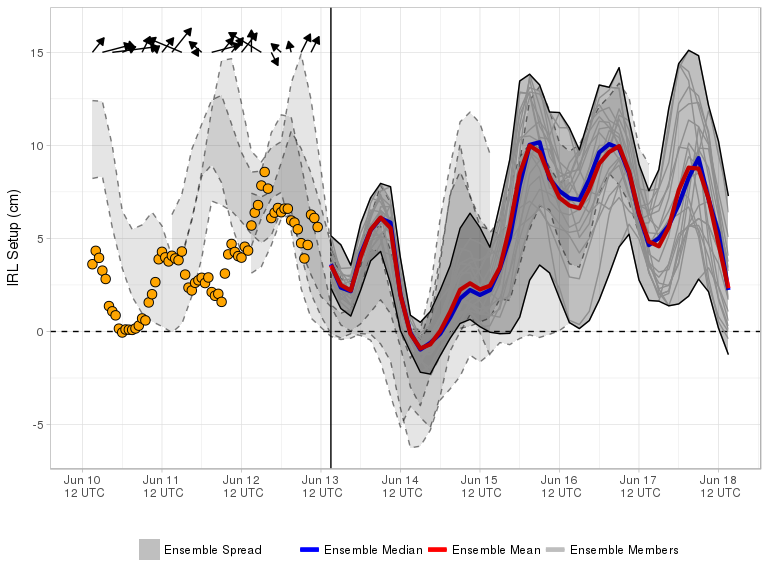 15
10
5
0
-5
IRL Setup (cm)
Jun 10 Jun 11 Jun 12 Jun 13 Jun 14 Jun 15 Jun 16 Jun 17 Jun 18
12 UTC 12 UTC 12 UTC 12 UTC 12 UTC 12 UTC 12 UTC 12 UTC 12 UTC
Ensemble Spread Ensemble Median Ensemble Mean Ensemble Members